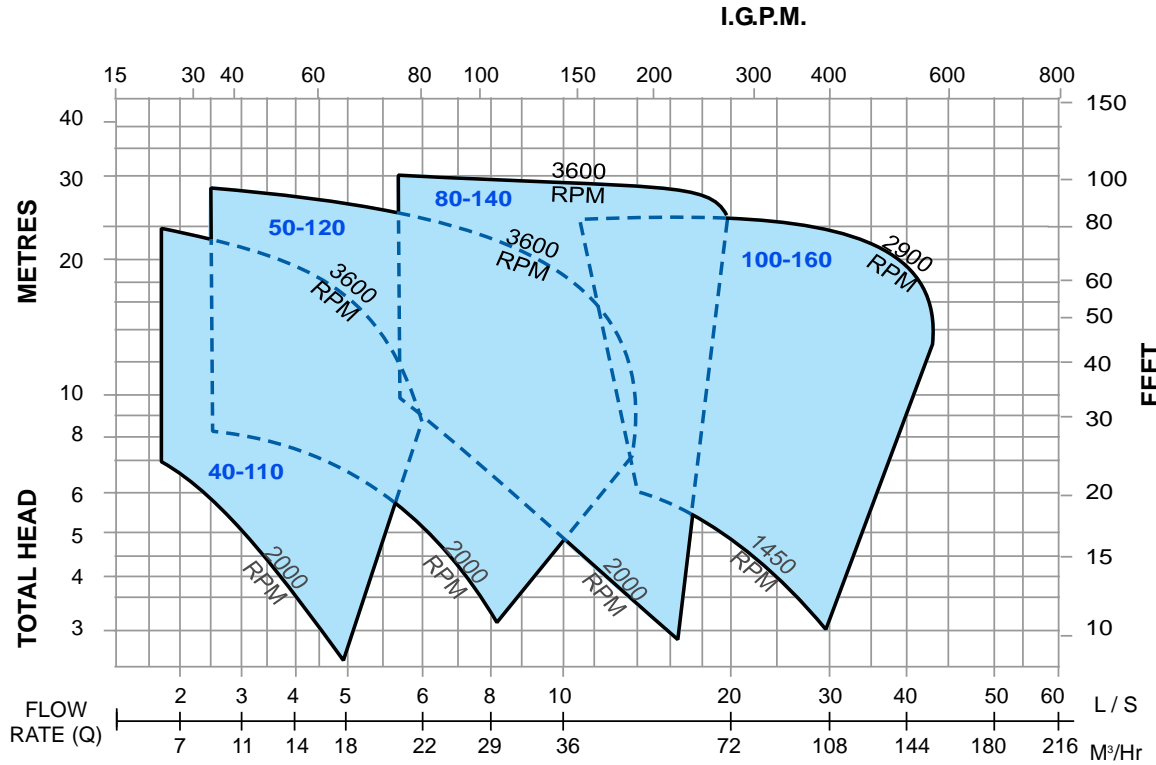 I.G.P.M.
15 30 40 60 80 100 150 200 300 400 600 800
METRES
TOTAL HEAD
40
30
20
10
8
6
5
4
3
150
100
80
60
50
40
30
20
15
10
FEET
3600
RPM
80-140
50-120
3600
RPM
100-160
2900
RPM
3600
RPM
40-110
2000
RPM
2000
RPM
2000
RPM
1450
RPM
2 3 4 5 6 8 10 20 30 40 50 60 L / S
FLOW
RATE (Q)
7 11 14 18 22 29 36 72 108 144 180 216 M³/Hr